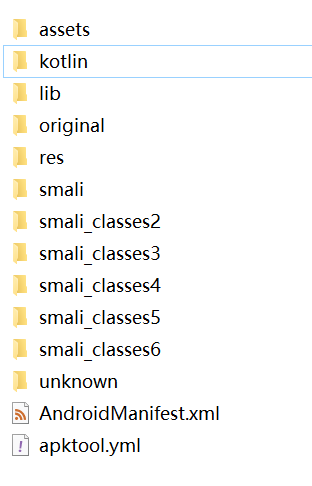 assets
kotlin
lib
original
res
smali
smali_classes2
smali_classes3
smali_classes4
smali_classes5
smali_classes6
unknown
AndroidManifest.xml
apktool.yml